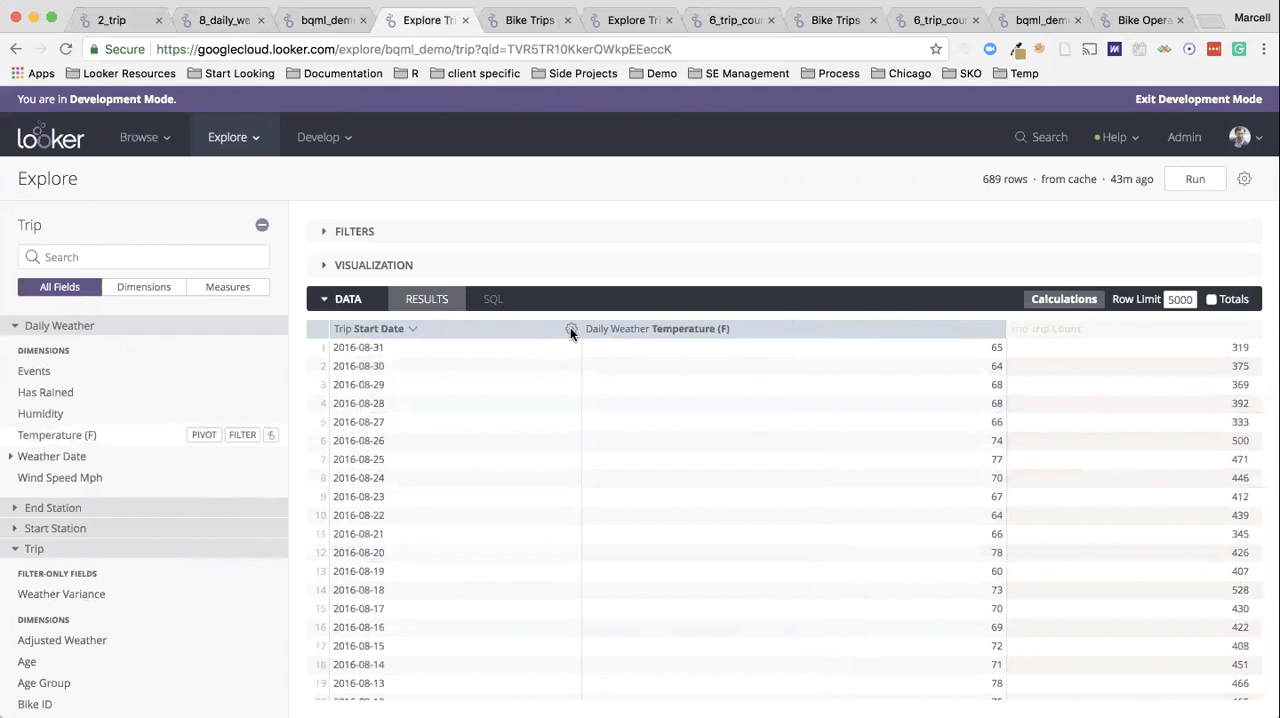 2_trip
8_daily_we
bqml_dem
Explore Tri
Bike Trips
Explore Tri
6_trip_cou
Bike Trips
6_trip_cou
bqml_dem
Bike Opera
Marcell
Secure https://googlecloud.looker.com/explore/bqml_demo/trip?qid=TVR5TR10KkerOWkpEEeccK
Apps Looker Resources Start Looking Documentation R client specific Side Projects Demo SE Management Process Chicago SKO Temp
You are in Development Mode. Exit Development Mode
looker Browse Explore Develop Search Help Admin
Explore 689 rows · from cache · 43m ago Run
Trip
Search
All Fields Dimensions Measures
Daily Weather
DIMENSIONS
Events
Has Rained
Humidity
Temperature (F) PIVOT FILTER
Weather Date
Wind Speed Mph
End Station
Start Station
Trip
FILTER-ONLY FIELDS
Weather Variance
DIMENSIONS
Adjusted Weather
Age
Age Group
Bike ID
FILTERS
VISUALIZATION
DATA RESULTS SQL Calculations Row Limit 5000 Totals
Trip Start Date Daily Weather Temperature (F) Trip Trip Count
1 2016-08-31 65 319
2 2016-08-30 64 375
3 2016-08-29 68 369
4 2016-08-28 68 392
5 2016-08-27 66 333
6 2016-08-26 74 500
7 2016-08-25 77 471
8 2016-08-24 70 446
9 2016-08-23 67 412
10 2016-08-22 64 439
11 2016-08-21 66 345
12 2016-08-20 78 426
13 2016-08-19 60 407
14 2016-08-18 73 528
15 2016-08-17 70 430
16 2016-08-16 69 422
17 2016-08-15 72 408
18 2016-08-14 71 451
19 2016-08-13 78 466